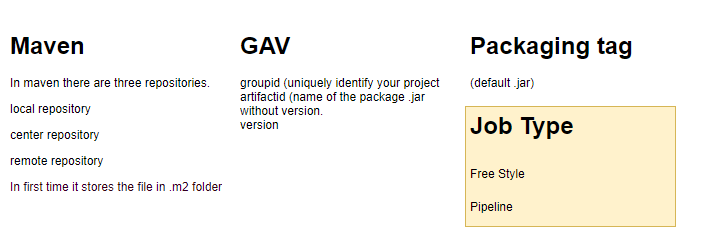 Maven
In maven there are three repositories.
local repository
center repository
remote repository
In first time it stores the file in .m2 folder
GAV
groupid (uniquely identify your project
artifactid (name of the package .jar
without version.
version
Packaging tag
(default .jar)
Job Type
Free Style
Pipeline